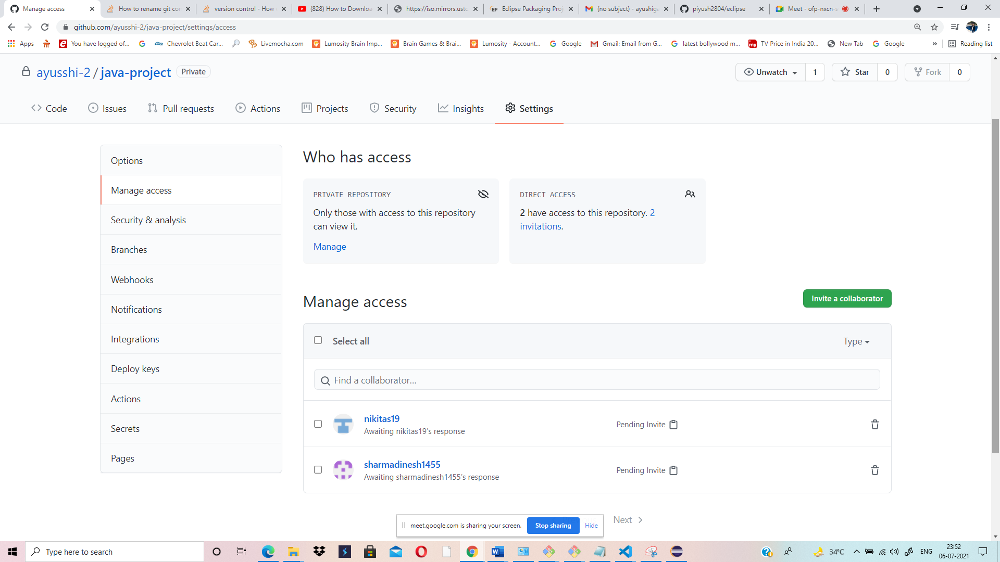 Manage access
How to rename git cor
version control - How
(828) How to Downloa
https://iso.mirrors.ustc
EF Eclipse Packaging Proj
(no subject) - ayushiga
piyush2804/eclipse
Meet - ofp-nxcn-s
github.com/ayusshi-2/java-project/settings/access
Apps
You have logged of...
Chevrolet Beat Car...
Livemocha.com
Lumosity Brain Imp...
Brain Games & Brai...
Lumosity - Account...
Google
Gmail: Email from G...
latest bollywood m...
my TV Price in India 20...
New Tab
Google
»
Reading list
ayusshi-2 / java-project Private
Unwatch 1
Star 0
Fork 0
Code
Issues
Pull requests
Actions
Projects
Security
Insights
Settings
Options
Manage access
Security & analysis
Branches
Webhooks
Notifications
Integrations
Deploy keys
Actions
Secrets
Pages
Who has access
PRIVATE REPOSITORY
Only those with access to this repository
can view it.
Manage
DIRECT ACCESS
2 have access to this repository. 2
invitations.
Manage access
Invite a collaborator
Select all
Type
Find a collaborator...
nikitas19
Awaiting nikitas19's response
Pending Invite
sharmadinesh1455
Awaiting sharmadinesh1455's response
Pending Invite
Next
meet.google.com is sharing your screen.
Stop sharing
Hide
Type here to search
34°C
ENG
23:52
06-07-2021